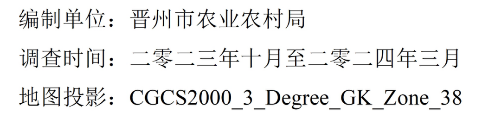 编制单位：晋州市农业农村局
调查时间：二零二三年十月至二零二四年三月
地图投影：CGCS2000_3_Degree_GK_Zone_38